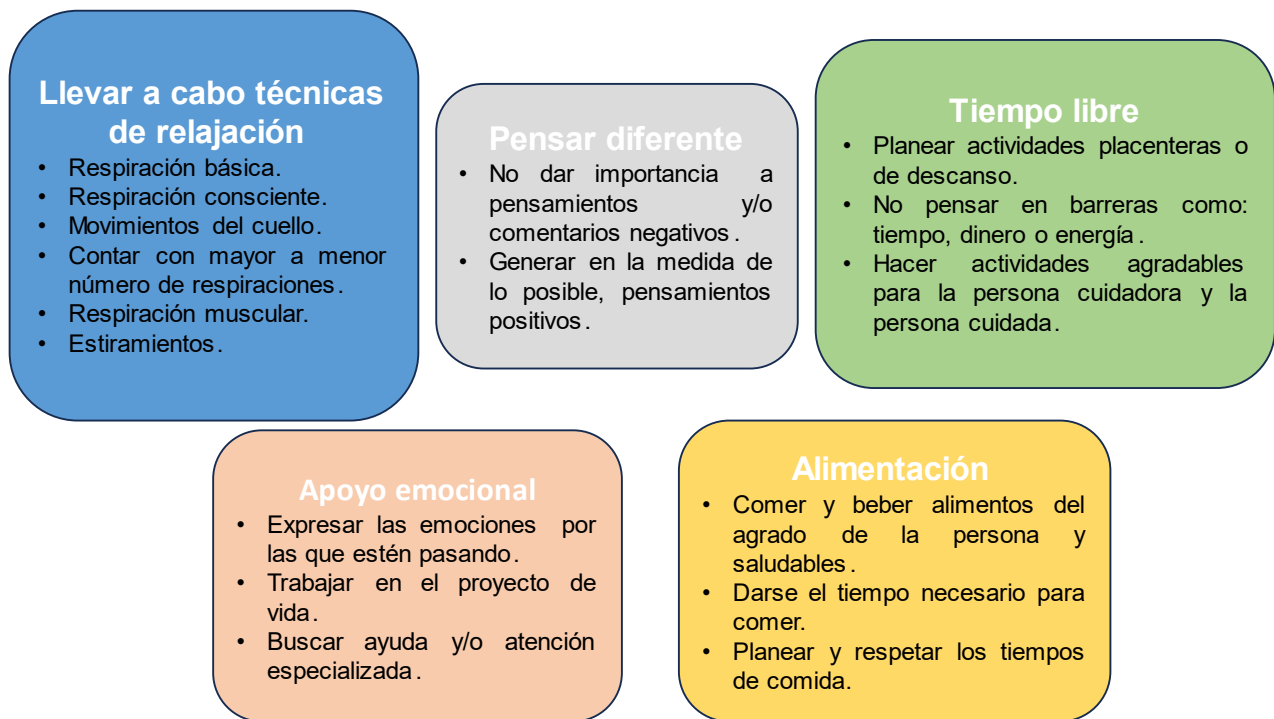 Llevar a cabo técnicas
de relajación
• Respiración básica.
• Respiración consciente.
• Movimientos del cuello.
• Contar con mayor a menor
número de respiraciones.
• Respiración muscular.
• Estiramientos.
Pensar diferente
• No dar importancia a
pensamientos y/o
comentarios negativos.
• Generar en la medida de
lo posible, pensamientos
positivos.
Tiempo libre
• Planear actividades placenteras o
de descanso.
• No pensar en barreras como:
tiempo, dinero o energía.
• Hacer actividades agradables
para la persona cuidadora y la
persona cuidada.
Apoyo emocional
• Expresar las emociones por
las que estén pasando.
• Trabajar en el proyecto de
vida.
• Buscar ayuda y/o atención
especializada.
Alimentación
• Comer y beber alimentos del
agrado de la persona y
saludables.
• Darse el tiempo necesario para
comer.
• Planear y respetar los tiempos
de comida.